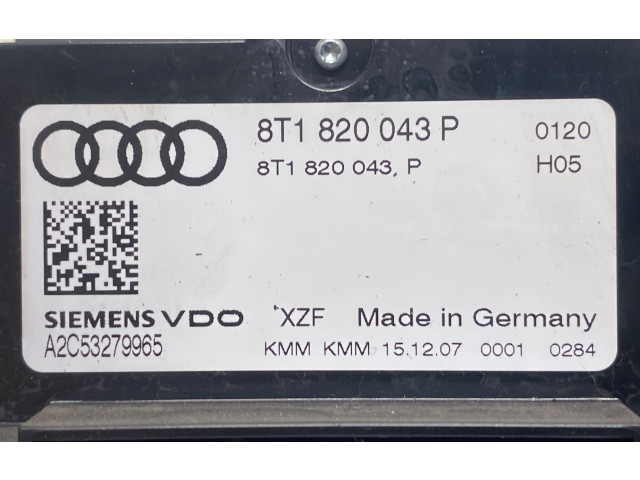 8T1 820 043 P 0120
8T1 820 043, P H05
SIEMENS VDO XZF Made in Germany
A2C53279965 KMM KMM 15.12.07 0001 0284